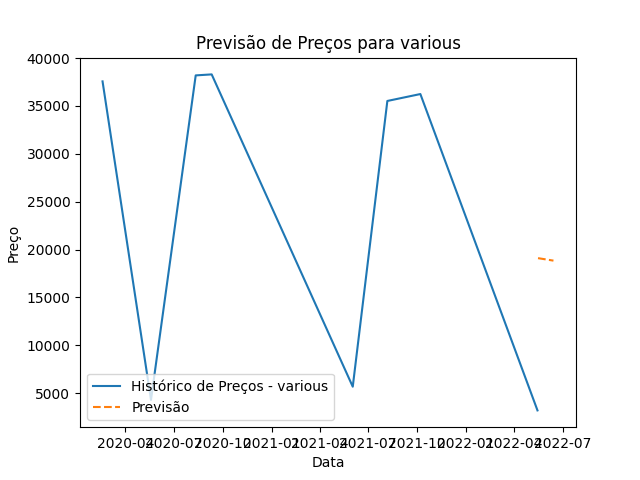 Previsão de Preços para various
Preço
40000
35000
30000
25000
20000
15000
10000
5000
Histórico de Preços - various
Previsão
2020-04 2020-07 2020-10 2021-01 2021-04 2021-07 2021-10 2022-01 2022-04 2022-07
Data